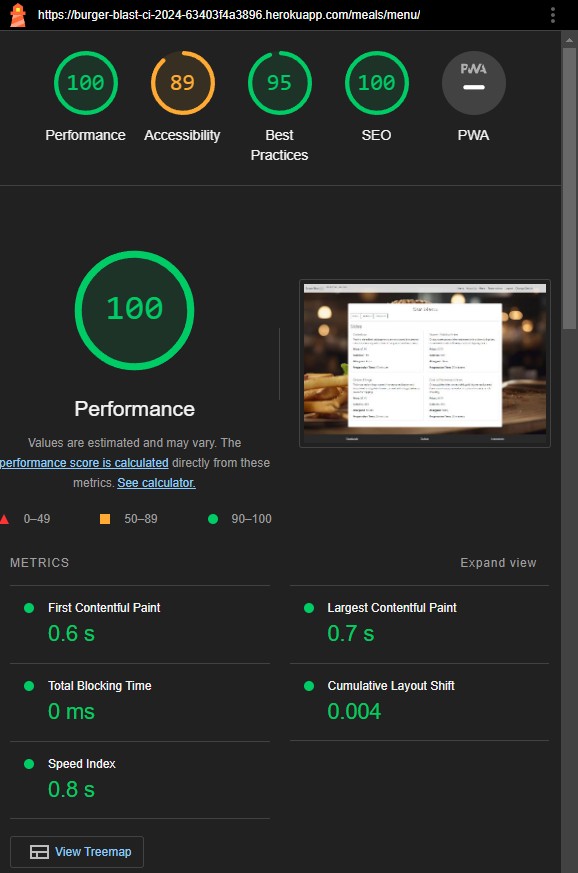 https://burger-blast-ci-2024-63403f4a3896.herokuapp.com/meals/menu/
100
89
95
100
PWA
Performance
Accessibility
Best
Practices
SEO
PWA
100
Performance
Values are estimated and may vary. The
performance score is calculated directly from these
metrics. See calculator.
0–49
50–89
90–100
METRICS
Expand view
First Contentful Paint
0.6 s
Largest Contentful Paint
0.7 s
Total Blocking Time
0 ms
Cumulative Layout Shift
0.004
Speed Index
0.8 s
View Treemap